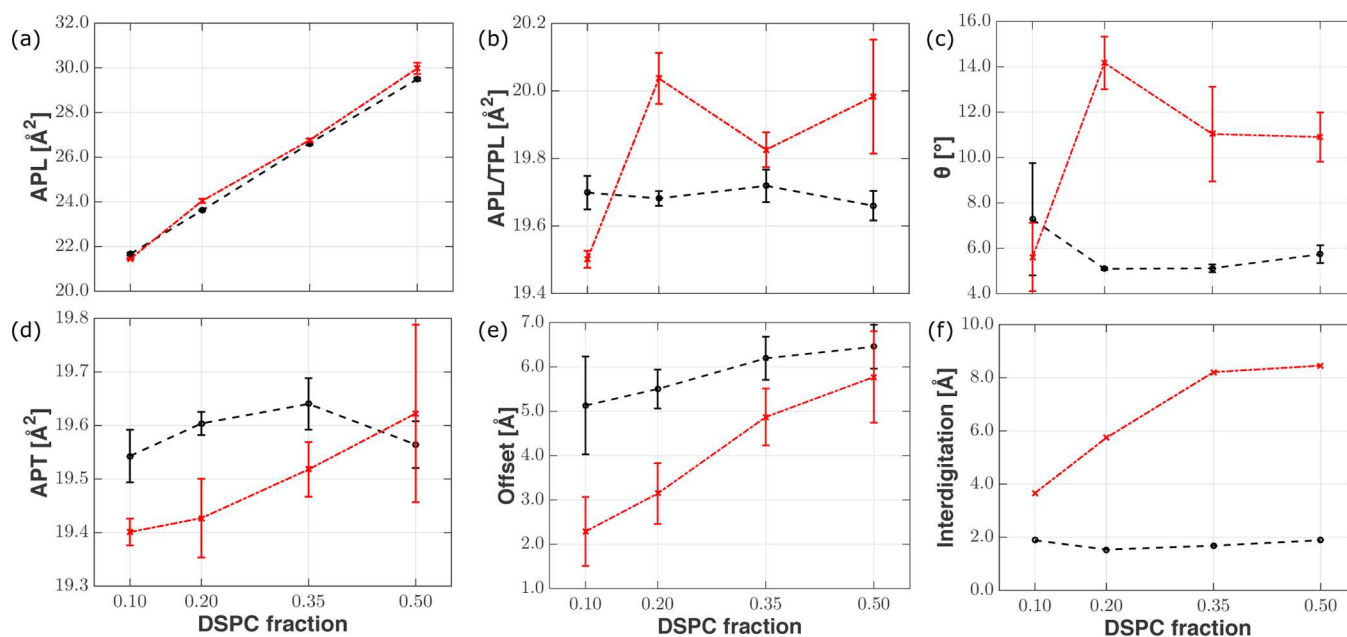 (a)
APL [Å²]
32.0
30.0
28.0
26.0
24.0
22.0
20.0
(b)
APL/TPL [Å²]
20.2
20.0
19.8
19.6
19.4
(c)
θ [°]
16.0
14.0
12.0
10.0
8.0
6.0
4.0
(d)
APT [Å²]
19.8
19.7
19.6
19.5
19.4
19.3
0.10 0.20 0.35 0.50
DSPC fraction
(e)
Offset [Å]
7.0
6.0
5.0
4.0
3.0
2.0
1.0
0.10 0.20 0.35 0.50
DSPC fraction
(f)
Interdigitation [Å]
10.0
8.0
6.0
4.0
2.0
0.0
0.10 0.20 0.35 0.50
DSPC fraction